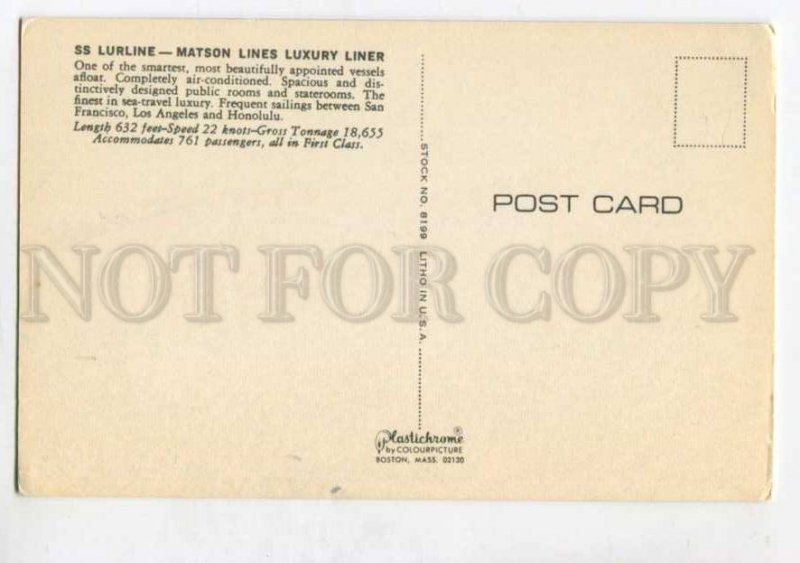 SS LURLINE — MATSON LINES LUXURY LINER
One of the smartest, most beautifully appointed vessels
afloat. Completely air-conditioned. Spacious and dis-
tinctively designed public rooms and staterooms. The
finest in sea-travel luxury. Frequent sailings between San
Francisco, Los Angeles and Honolulu.
Length 632 feet–Speed 22 knots–Gross Tonnage 18,655
Accommodates 761 passengers, all in First Class.
STOCK NO. 8199 LITHO IN U.S.A.
POST CARD
NOT FOR COPY
Plastichrome®
by COLOURPICTURE
BOSTON, MASS. 02130